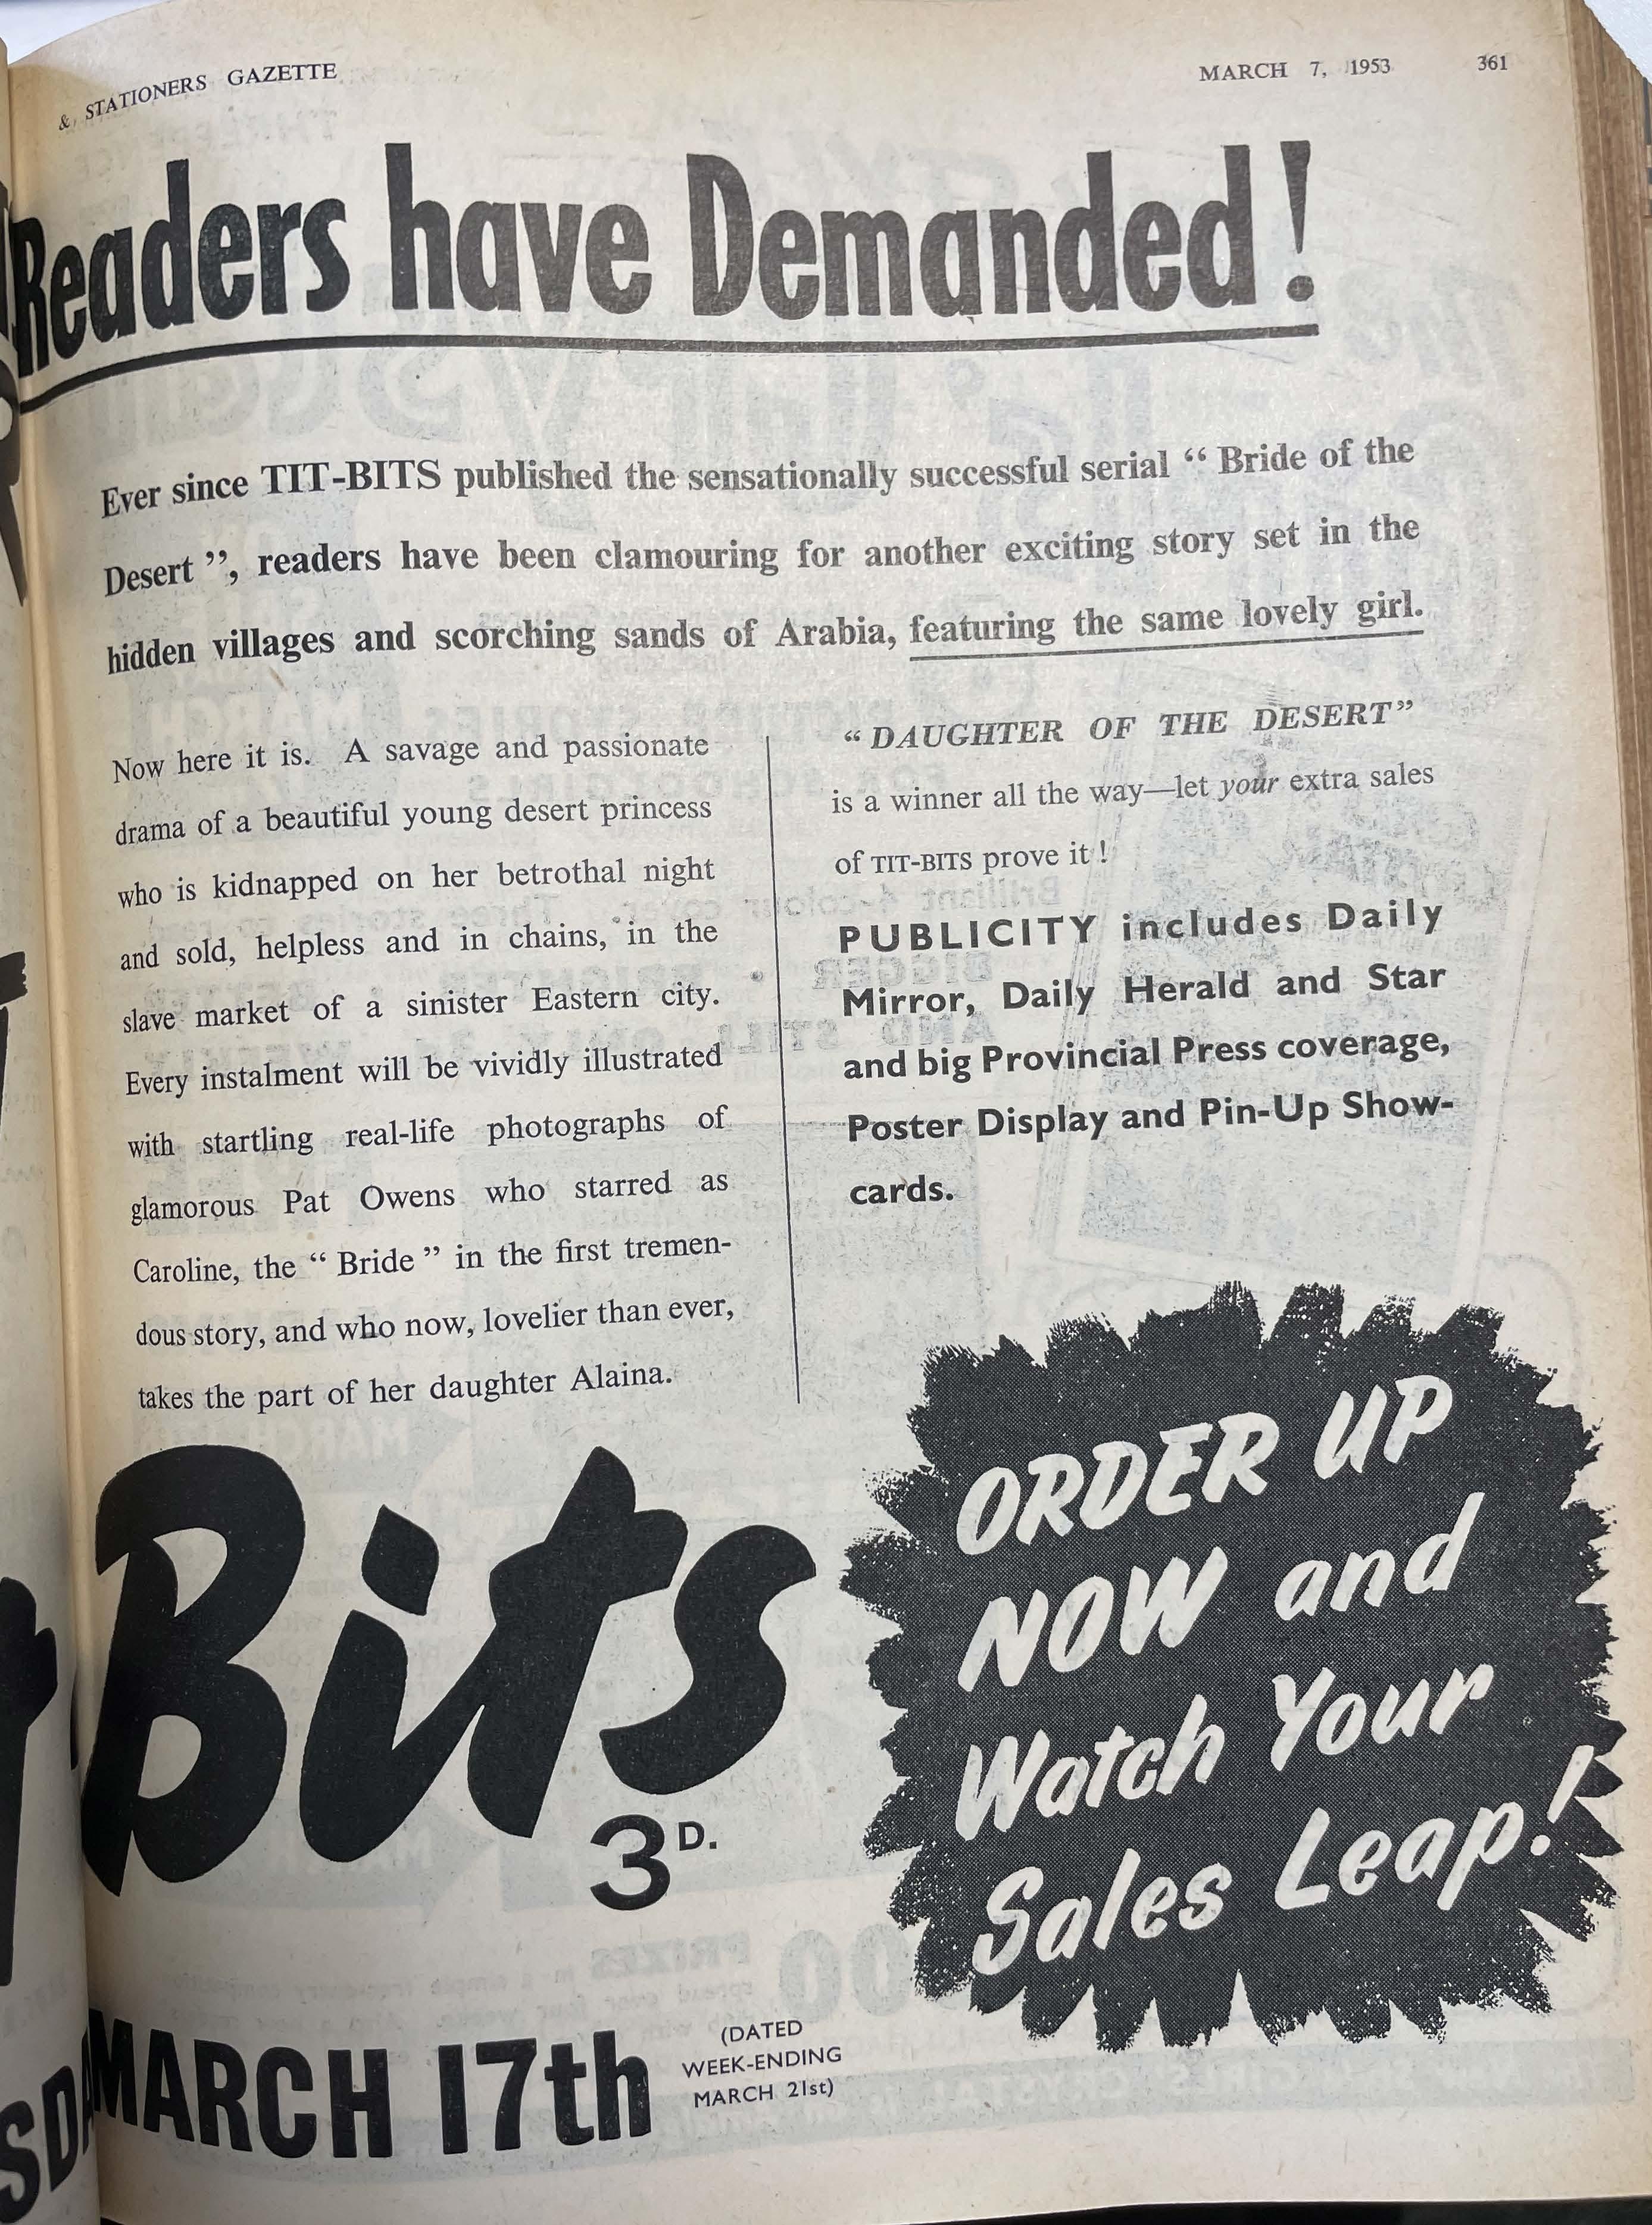 & STATIONERS GAZETTE
MARCH 7, 1953 361
Readers have Demanded!
Ever since TIT-BITS published the sensationally successful serial “ Bride of the
Desert ”, readers have been clamouring for another exciting story set in the
hidden villages and scorching sands of Arabia, featuring the same lovely girl.
Now here it is. A savage and passionate
drama of a beautiful young desert princess
who is kidnapped on her betrothal night
and sold, helpless and in chains, in the
slave market of a sinister Eastern city.
Every instalment will be vividly illustrated
with startling real-life photographs of
glamorous Pat Owens who starred as
Caroline, the “ Bride ” in the first tremen-
dous story, and who now, lovelier than ever,
takes the part of her daughter Alaina.
“ DAUGHTER OF THE DESERT”
is a winner all the way—let your extra sales
of TIT-BITS prove it !
PUBLICITY includes Daily
Mirror, Daily Herald and Star
and big Provincial Press coverage,
Poster Display and Pin-Up Show-
cards.
Bits
3D.
ORDER UP
NOW and
Watch Your
Sales Leap!
MARCH 17th
(DATED
WEEK-ENDING
MARCH 21st)